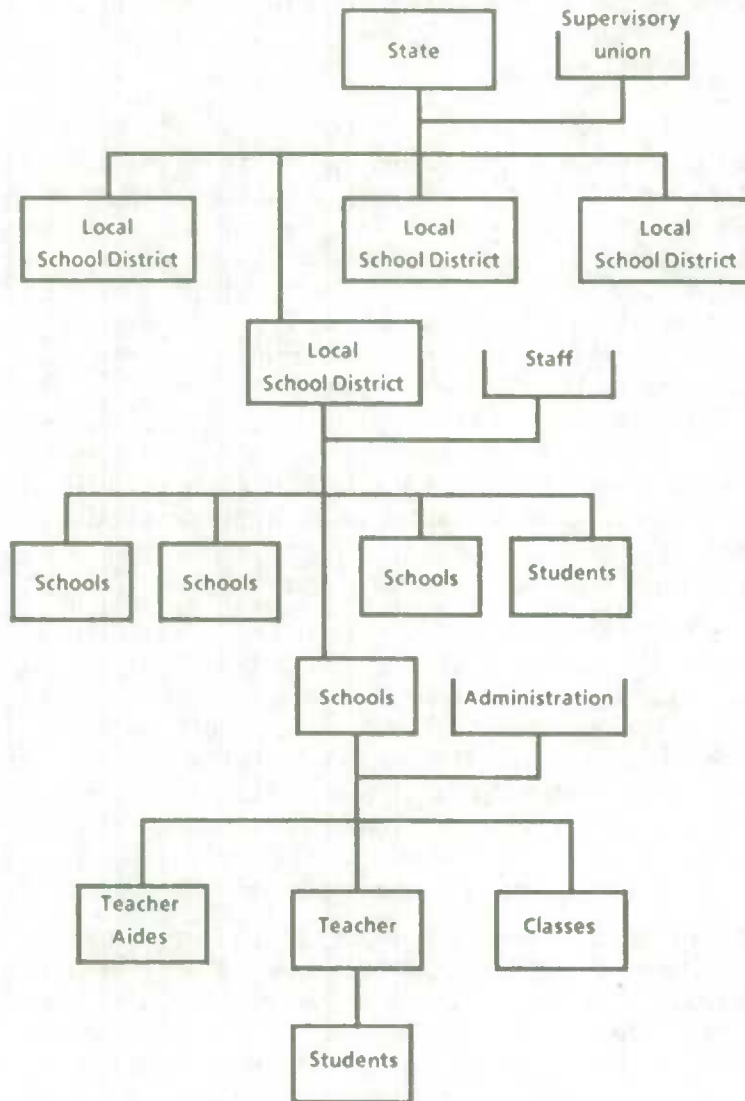 State
Supervisory
union
Local
School District
Local
School District
Local
School District
Local
School District
Staff
Schools
Schools
Schools
Students
Schools
Administration
Teacher
Aides
Teacher
Classes
Students